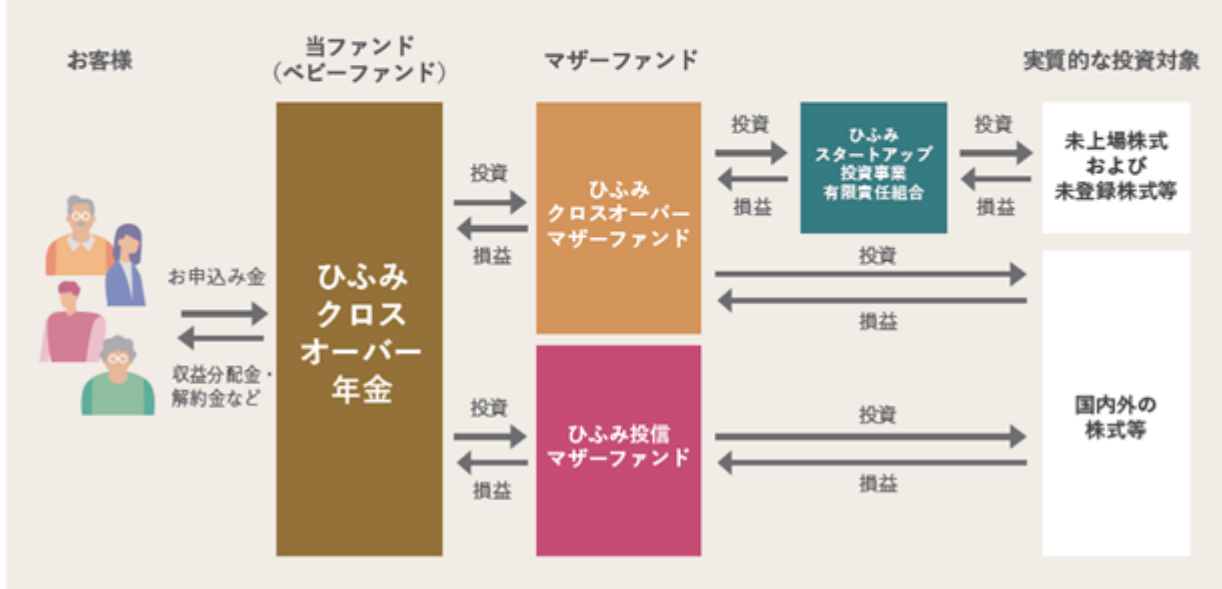 お客様
当ファンド
（ベビーファンド）
マザーファンド
実質的な投資対象
お申込み金
収益分配金・
解約金など
ひふみ
クロス
オーバー
年金
投資
損益
投資
損益
ひふみ
クロスオーバー
マザーファンド
ひふみ投信
マザーファンド
投資
損益
ひふみ
スタートアップ
投資事業
有限責任組合
投資
損益
投資
損益
投資
損益
未上場株式
および
未登録株式等
国内外の
株式等